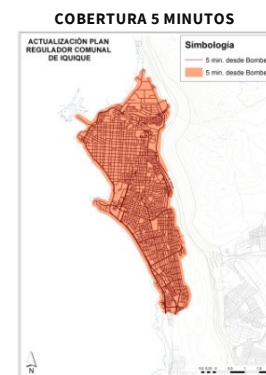 COBERTURA 5 MINUTOS
ACTUALIZACIÓN PLAN
REGULADOR COMUNAL
DE IQUIQUE
Simbología
5 min. desde Bombe
5 min. desde Bombe
N